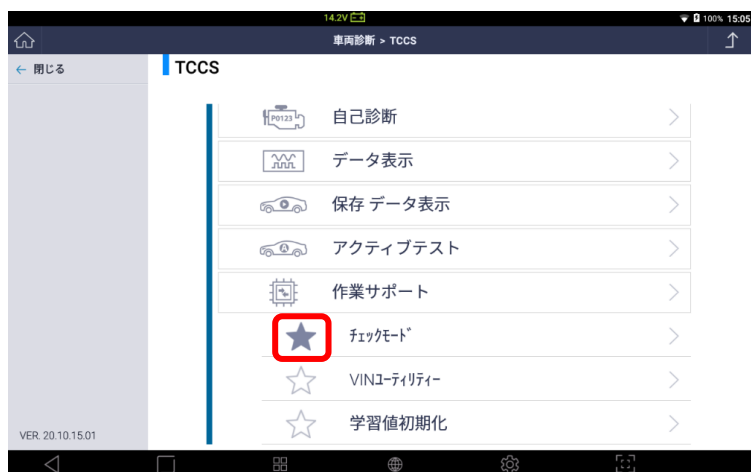 14.2V
100% 15:05
車両診断 > TCCS
← 閉じる
TCCS
P0123
自己診断
データ表示
保存 データ表示
A
アクティブテスト
作業サポート
ﾁｪｯｸﾓｰﾄﾞ
VINﾕｰﾃｨﾘﾃｨｰ
学習値初期化
VER. 20.10.15.01